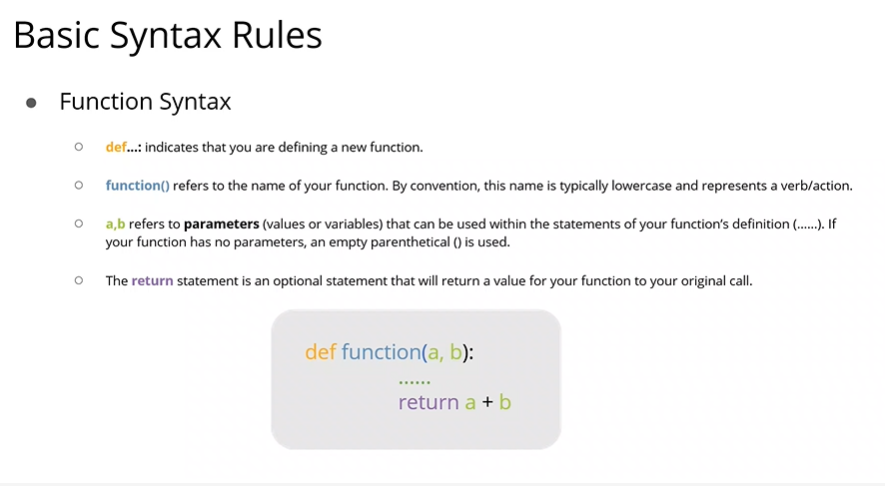 Basic Syntax Rules
● Function Syntax
○ def...: indicates that you are defining a new function.
○ function() refers to the name of your function. By convention, this name is typically lowercase and represents a verb/action.
○ a,b refers to parameters (values or variables) that can be used within the statements of your function's definition (......). If
your function has no parameters, an empty parenthetical () is used.
○ The return statement is an optional statement that will return a value for your function to your original call.
def function(a, b):
......
return a + b